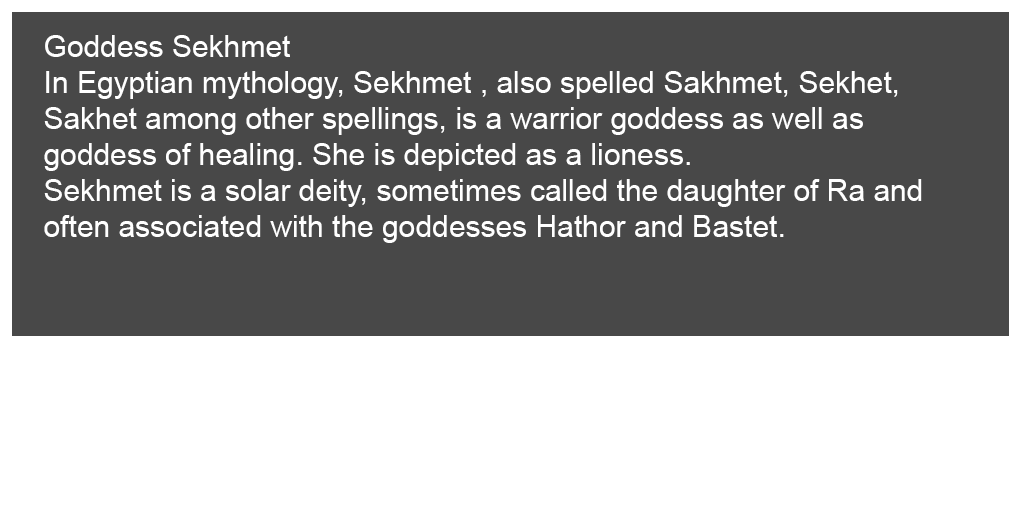 Goddess Sekhmet
In Egyptian mythology, Sekhmet , also spelled Sakhmet, Sekhet,
Sakhet among other spellings, is a warrior goddess as well as
goddess of healing. She is depicted as a lioness.
Sekhmet is a solar deity, sometimes called the daughter of Ra and
often associated with the goddesses Hathor and Bastet.